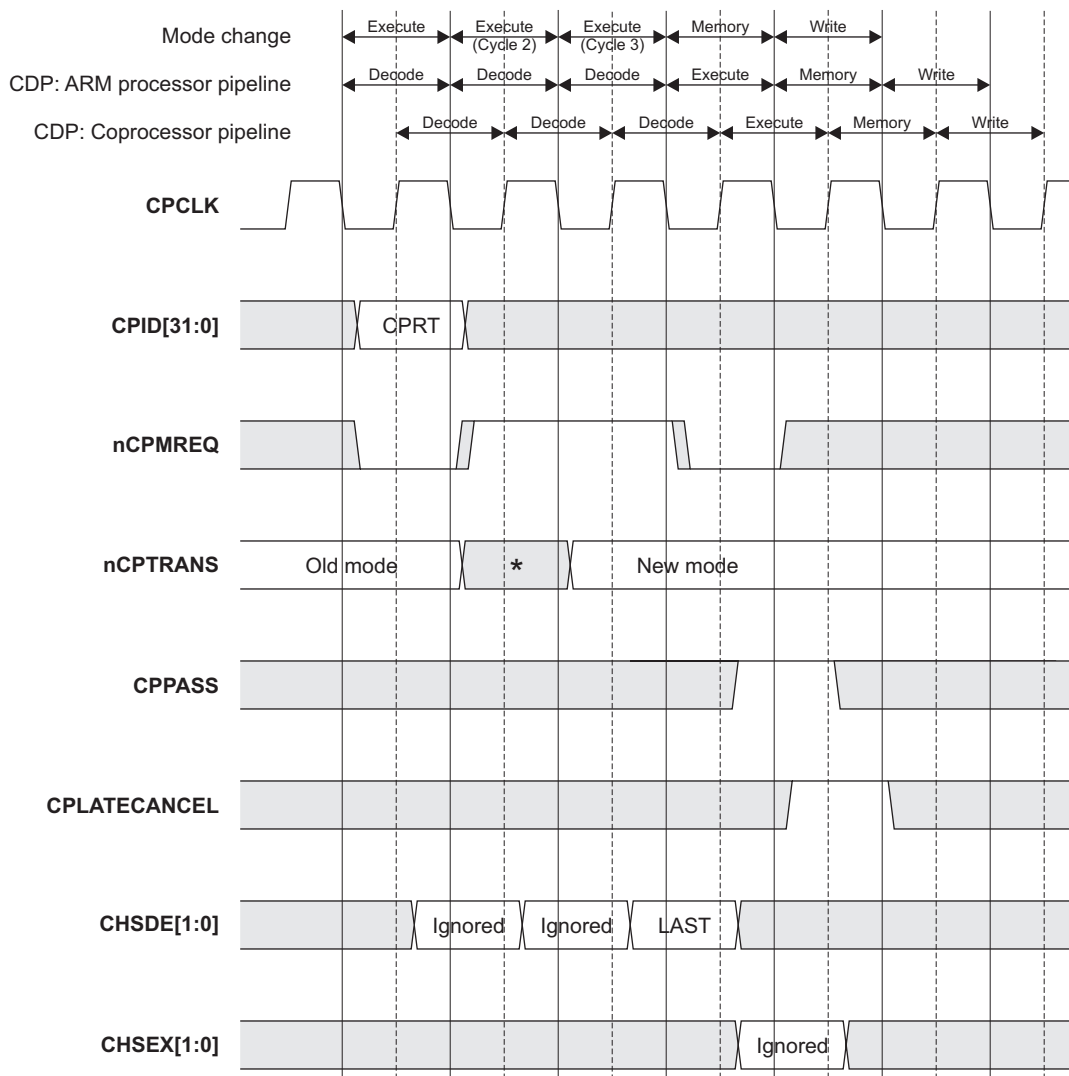 Mode change
Execute
Execute
(Cycle 2)
Execute
(Cycle 3)
Memory
Write
CDP: ARM processor pipeline
Decode
Decode
Decode
Execute
Memory
Write
CDP: Coprocessor pipeline
Decode
Decode
Decode
Execute
Memory
Write
CPCLK
CPID[31:0]
CPRT
nCPMREQ
nCPTRANS
Old mode
*
New mode
CPPASS
CPLATECANCEL
CHSDE[1:0]
Ignored
Ignored
LAST
CHSEX[1:0]
Ignored